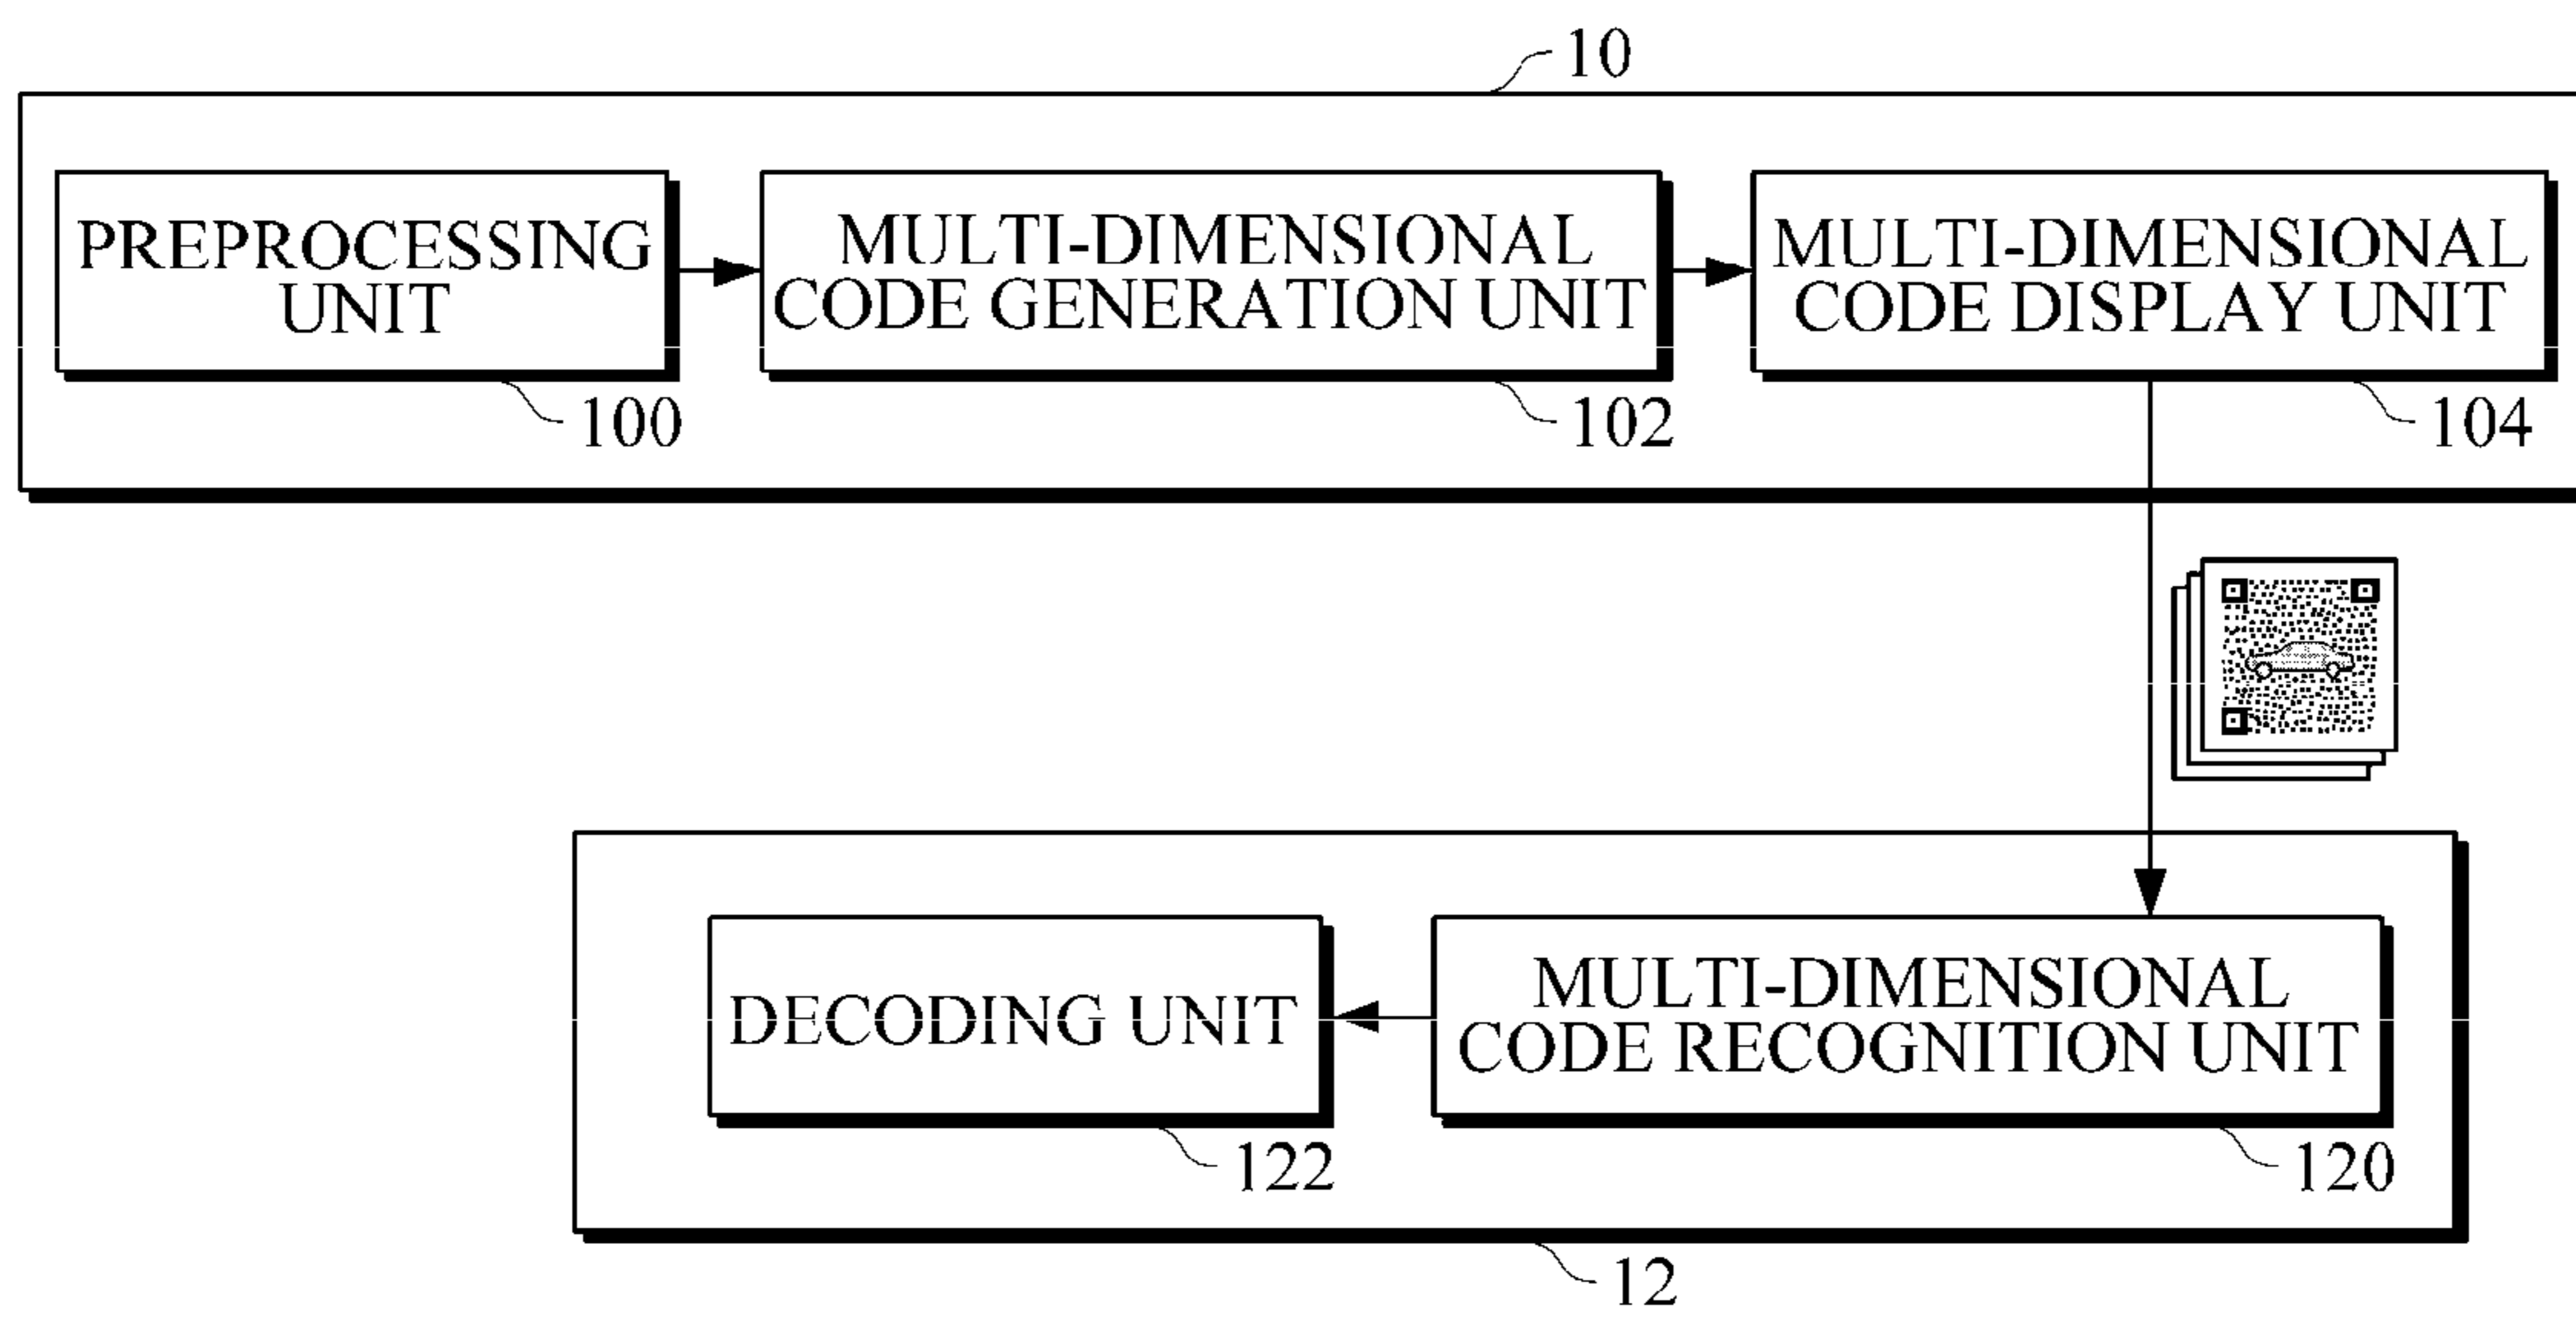 10
PREPROCESSING
UNIT
MULTI-DIMENSIONAL
CODE GENERATION UNIT
MULTI-DIMENSIONAL
CODE DISPLAY UNIT
100
102
104
DECODING UNIT
MULTI-DIMENSIONAL
CODE RECOGNITION UNIT
122
120
12